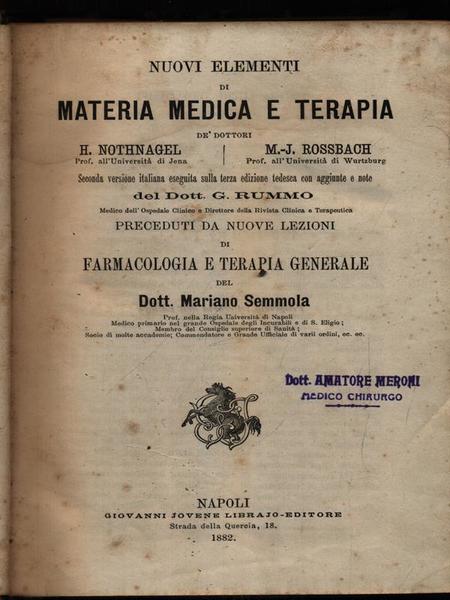 NUOVI ELEMENTI
DI
MATERIA MEDICA E TERAPIA
DE' DOTTORI
H. NOTHNAGEL
Prof. all'Università di Jena
M.-J. ROSSBACH
Prof. all'Università di Wurtzburg
Seconda versione italiana eseguita sulla terza edizione tedesca con aggiunte e note
del Dott. G. RUMMO
Medico dell'Ospedale Clinico e Direttore della Rivista Clinica e Terapeutica
PRECEDUTI DA NUOVE LEZIONI
DI
FARMACOLOGIA E TERAPIA GENERALE
DEL
Dott. Mariano Semmola
Prof. nella Regia Università di Napoli
Medico primario nel grande Ospedale degli Incurabili e di S. Eligio;
Membro del Consiglio superiore di Sanità;
Socio di molte accademie; Commendatore e Grande Uffiziale di varii ordini, ec. ec.
Dott. AMATORE MERONI
MEDICO CHIRURGO
NAPOLI
GIOVANNI JOVENE LIBRAJO-EDITORE
Strada della Quercia, 18.
1882.